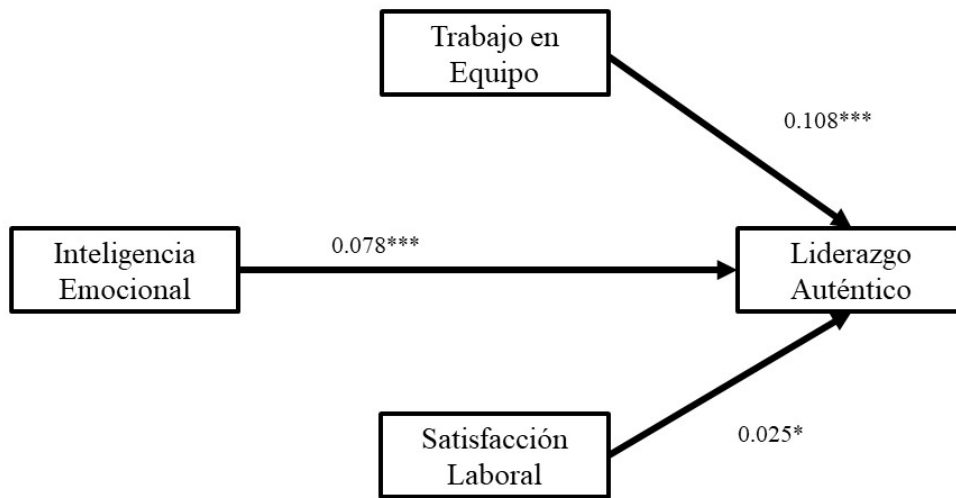 Trabajo en
Equipo
0.108***
Inteligencia
Emocional
0.078***
Liderazgo
Auténtico
Satisfacción
Laboral
0.025*